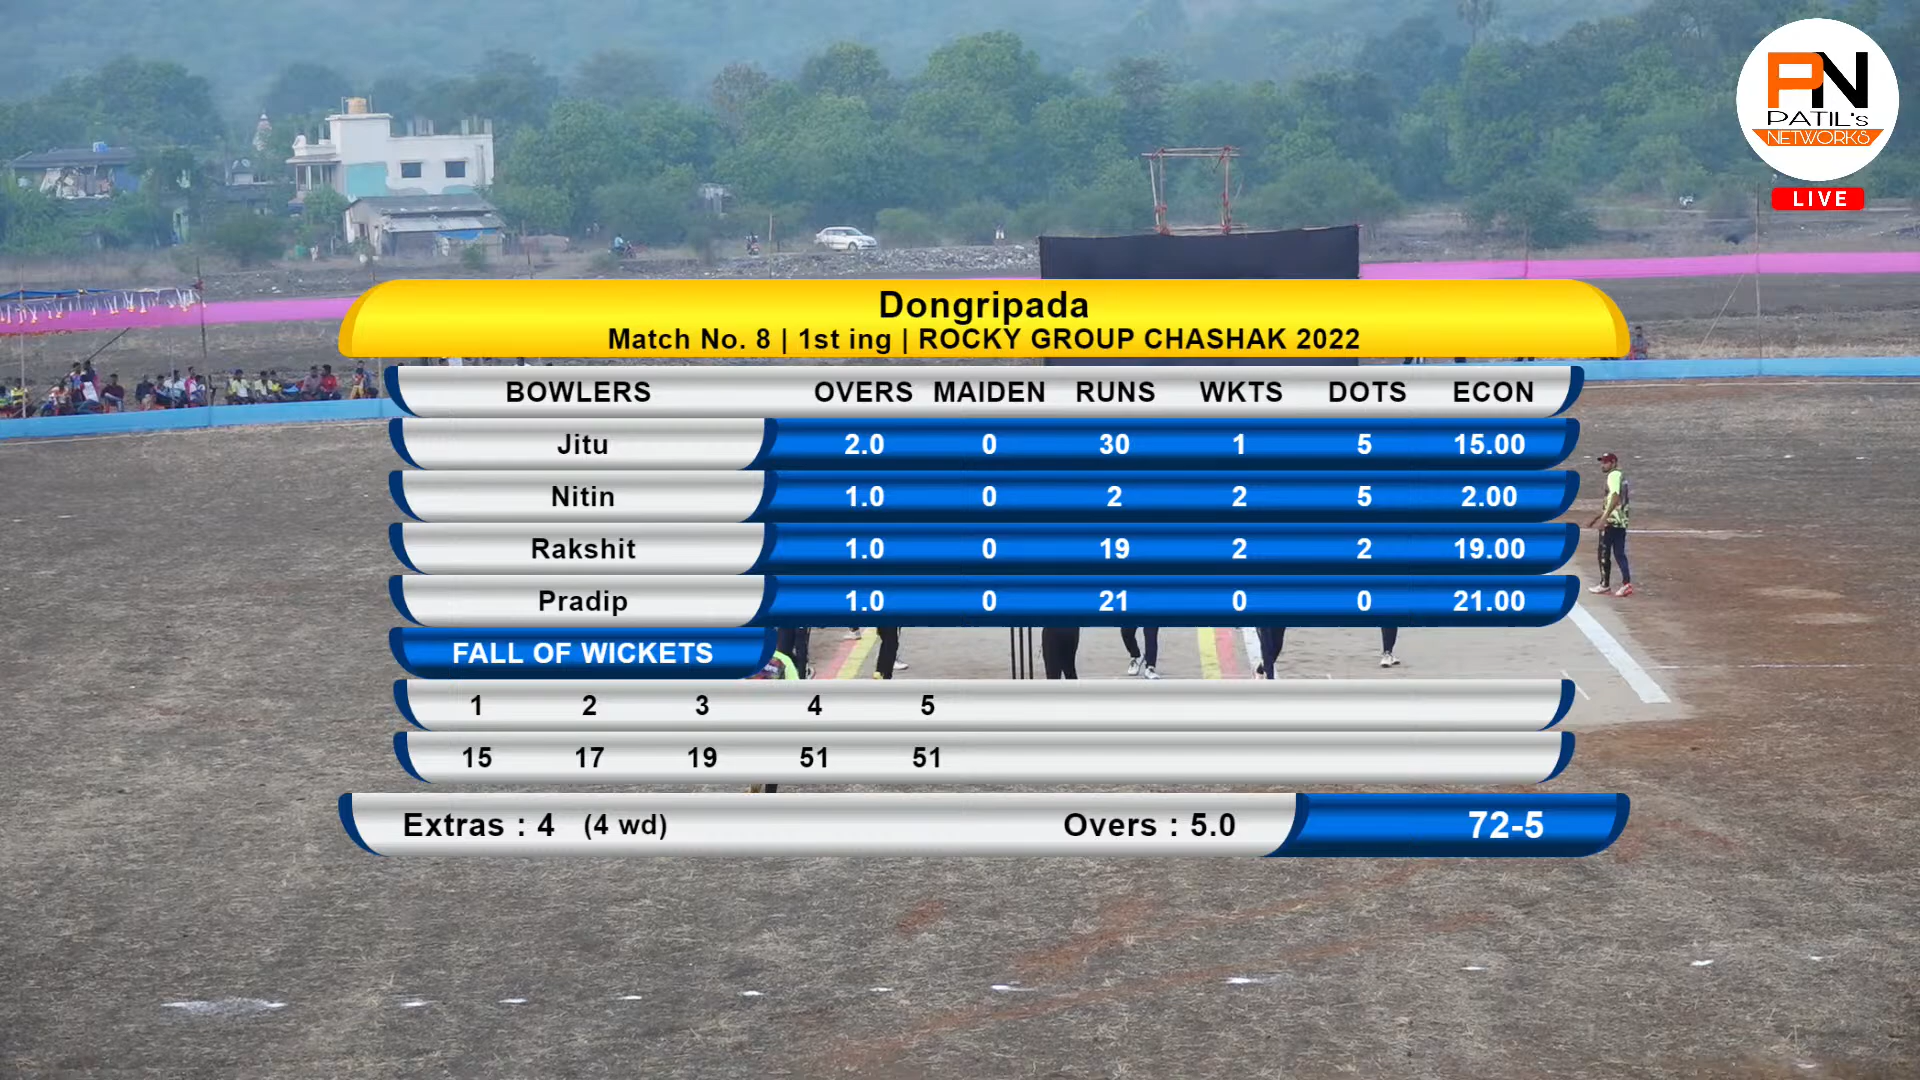 PN
PATIL's
NETWORKS
LIVE
Dongripada
Match No. 8 | 1st ing | ROCKY GROUP CHASHAK 2022
BOWLERS OVERS MAIDEN RUNS WKTS DOTS ECON
Jitu 2.0 0 30 1 5 15.00
Nitin 1.0 0 2 2 5 2.00
Rakshit 1.0 0 19 2 2 19.00
Pradip 1.0 0 21 0 0 21.00
FALL OF WICKETS
1 2 3 4 5
15 17 19 51 51
Extras : 4 (4 wd) Overs : 5.0 72-5